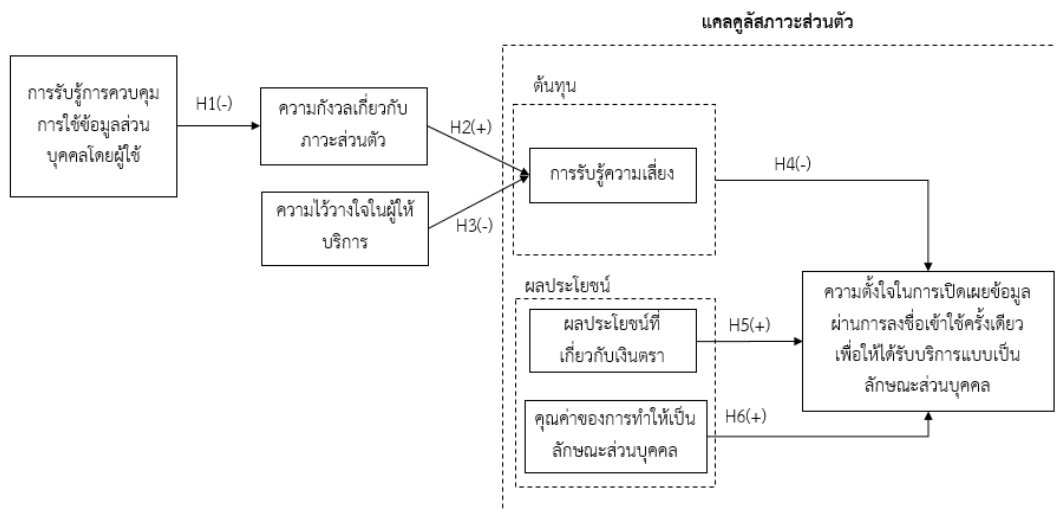 แคลคูลัสภาวะส่วนตัว
การรับรู้การควบคุม
การใช้ข้อมูลส่วน
บุคคลโดยผู้ใช้
H1(-)
ความกังวลเกี่ยวกับ
ภาวะส่วนตัว
H2(+)
ความไว้วางใจในผู้ให้
บริการ
H3(-)
ต้นทุน
การรับรู้ความเสี่ยง
H4(-)
ผลประโยชน์
ผลประโยชน์ที่
เกี่ยวกับเงินตรา
H5(+)
คุณค่าของการทำให้เป็น
ลักษณะส่วนบุคคล
H6(+)
ความตั้งใจในการเปิดเผยข้อมูล
ผ่านการลงชื่อเข้าใช้ครั้งเดียว
เพื่อให้ได้รับบริการแบบเป็น
ลักษณะส่วนบุคคล